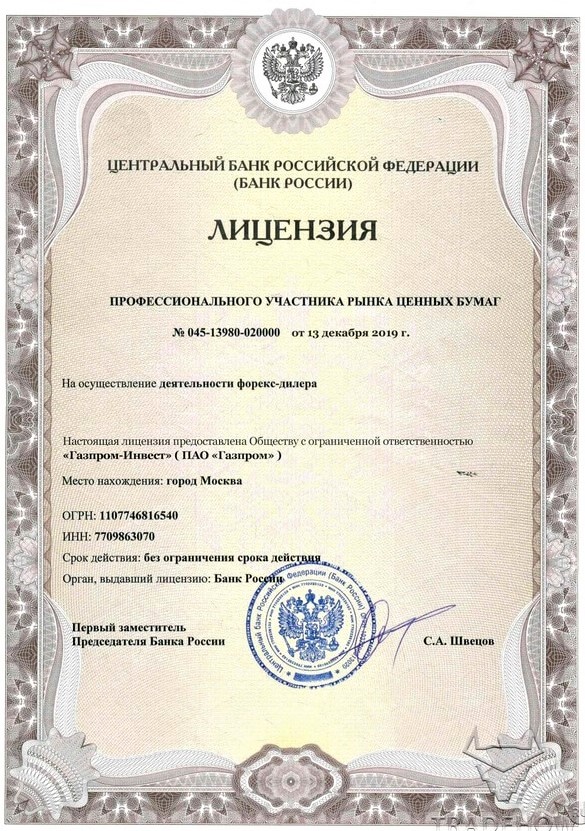 ЦЕНТРАЛЬНЫЙ БАНК РОССИЙСКОЙ ФЕДЕРАЦИИ
(БАНК РОССИИ)
ЛИЦЕНЗИЯ
ПРОФЕССИОНАЛЬНОГО УЧАСТНИКА РЫНКА ЦЕННЫХ БУМАГ
№ 045-13980-020000 от 13 декабря 2019 г.
На осуществление деятельности форекс-дилера
Настоящая лицензия предоставлена Обществу с ограниченной ответственностью
«Газпром-Инвест» ( ПАО «Газпром» )
Место нахождения: город Москва
ОГРН: 1107746816540
ИНН: 7709863070
Срок действия: без ограничения срока действия
Орган, выдавший лицензию: Банк России
Центральный банк Российской Федерации (Банк России)
Первый заместитель
Председателя Банка России
С.А. Швецов